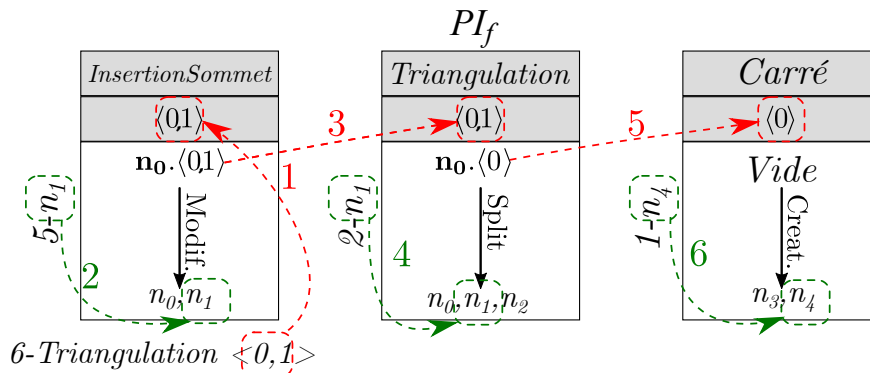 PI_f
InsertionSommet
Triangulation
Carré
⟨0,1⟩
⟨0,1⟩
⟨0⟩
3
5
n₀.⟨0,1⟩
n₀.⟨0⟩
Vide
1
5-n₁
Modif.
2-n₁
Split
1-n₄
Creat.
2
4
6
n₀,n₁
n₀,n₁,n₂
n₃,n₄
6-Triangulation <0,1>